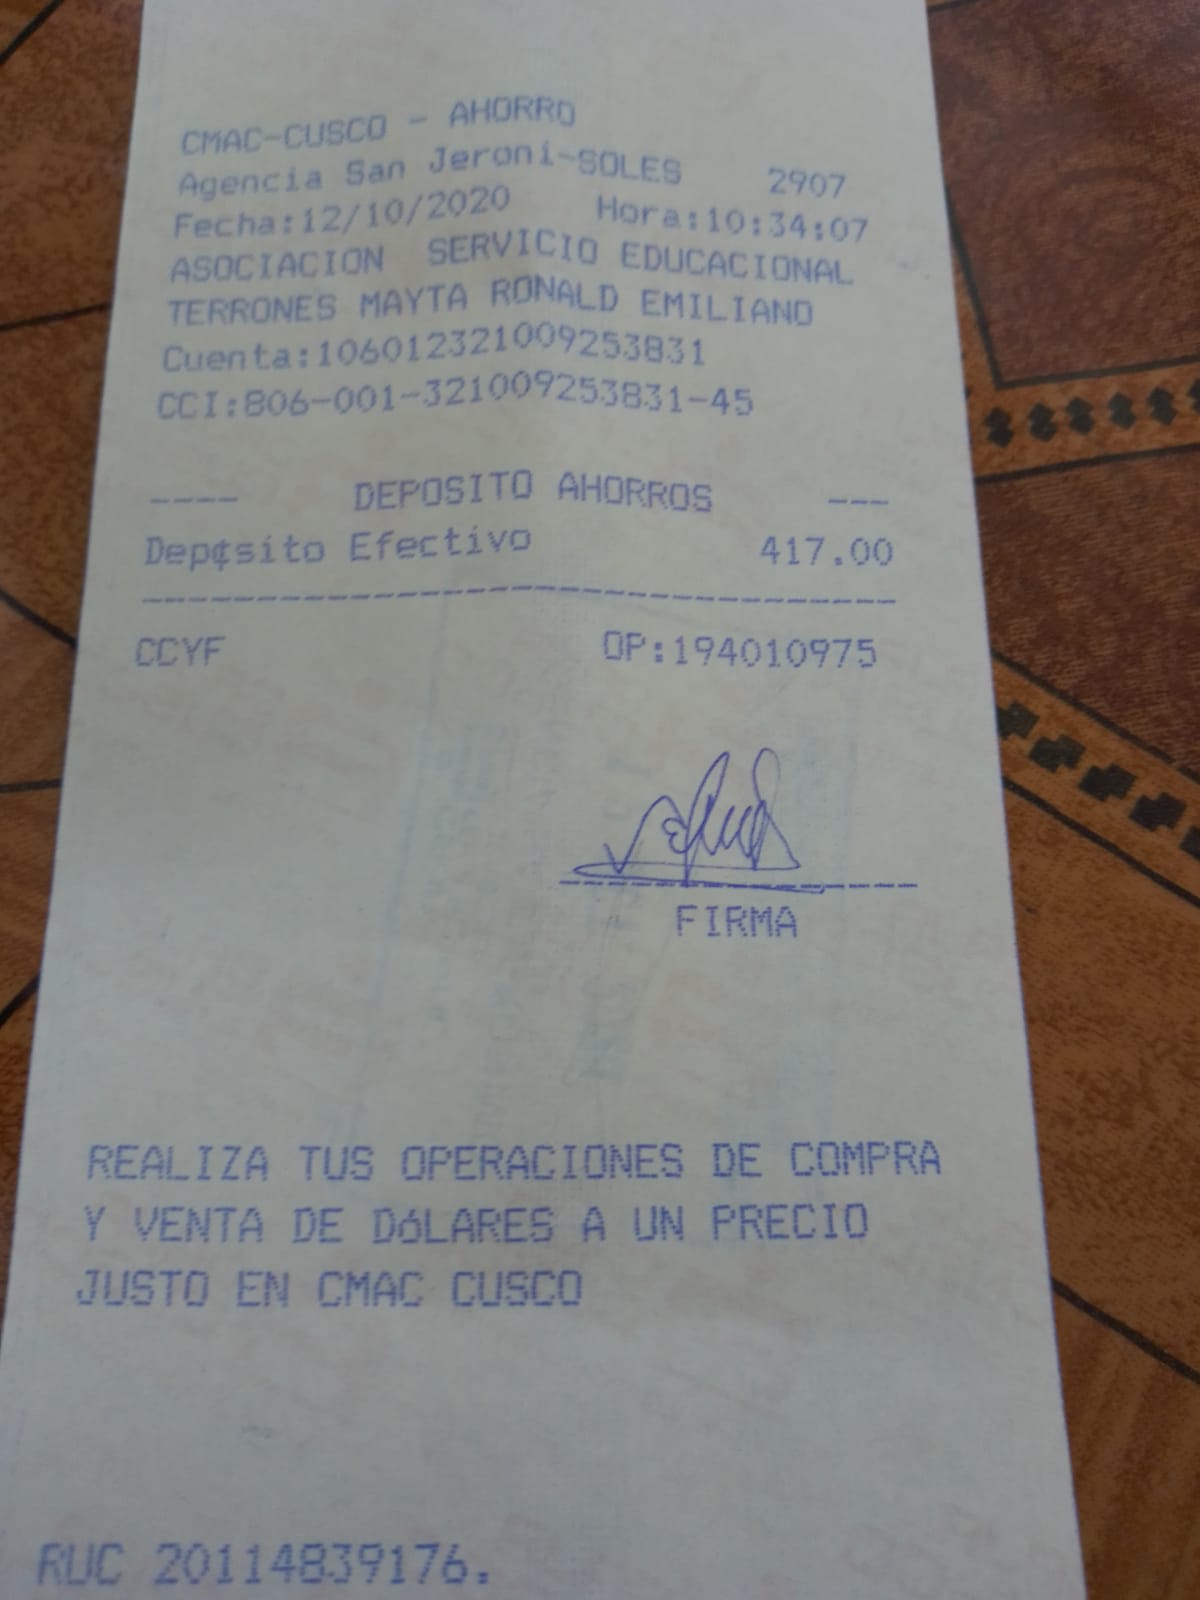 CMAC-CUSCO - AHORRO
Agencia San Jeroni-SOLES 2907
Fecha:12/10/2020 Hora:10:34:07
ASOCIACION SERVICIO EDUCACIONAL
TERRONES MAYTA RONALD EMILIANO
Cuenta:106012321009253831
CCI:806-001-321009253831-45
---- DEPOSITO AHORROS ---
Dep¢sito Efectivo 417.00
----------------------------------------
CCYF OP:194010975
FIRMA
REALIZA TUS OPERACIONES DE COMPRA
Y VENTA DE DóLARES A UN PRECIO
JUSTO EN CMAC CUSCO
RUC 20114839176.